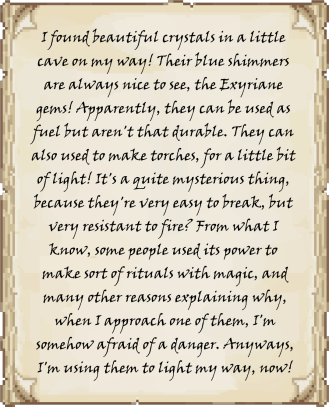 I found beautiful crystals in a little
cave on my way! Their blue shimmers
are always nice to see, the Exyriane
gems! Apparently, they can be used as
fuel but aren't that durable. They can
also used to make torches, for a little bit
of light! It's a quite mysterious thing,
because they're very easy to break, but
very resistant to fire? From what I
know, some people used its power to
make sort of rituals with magic, and
many other reasons explaining why,
when I approach one of them, I'm
somehow afraid of a danger. Anyways,
I'm using them to light my way, now!